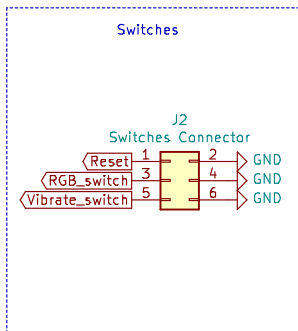 Switches
J2
Switches Connector
Reset 1 2 GND
RGB_switch 3 4 GND
Vibrate_switch 5 6 GND